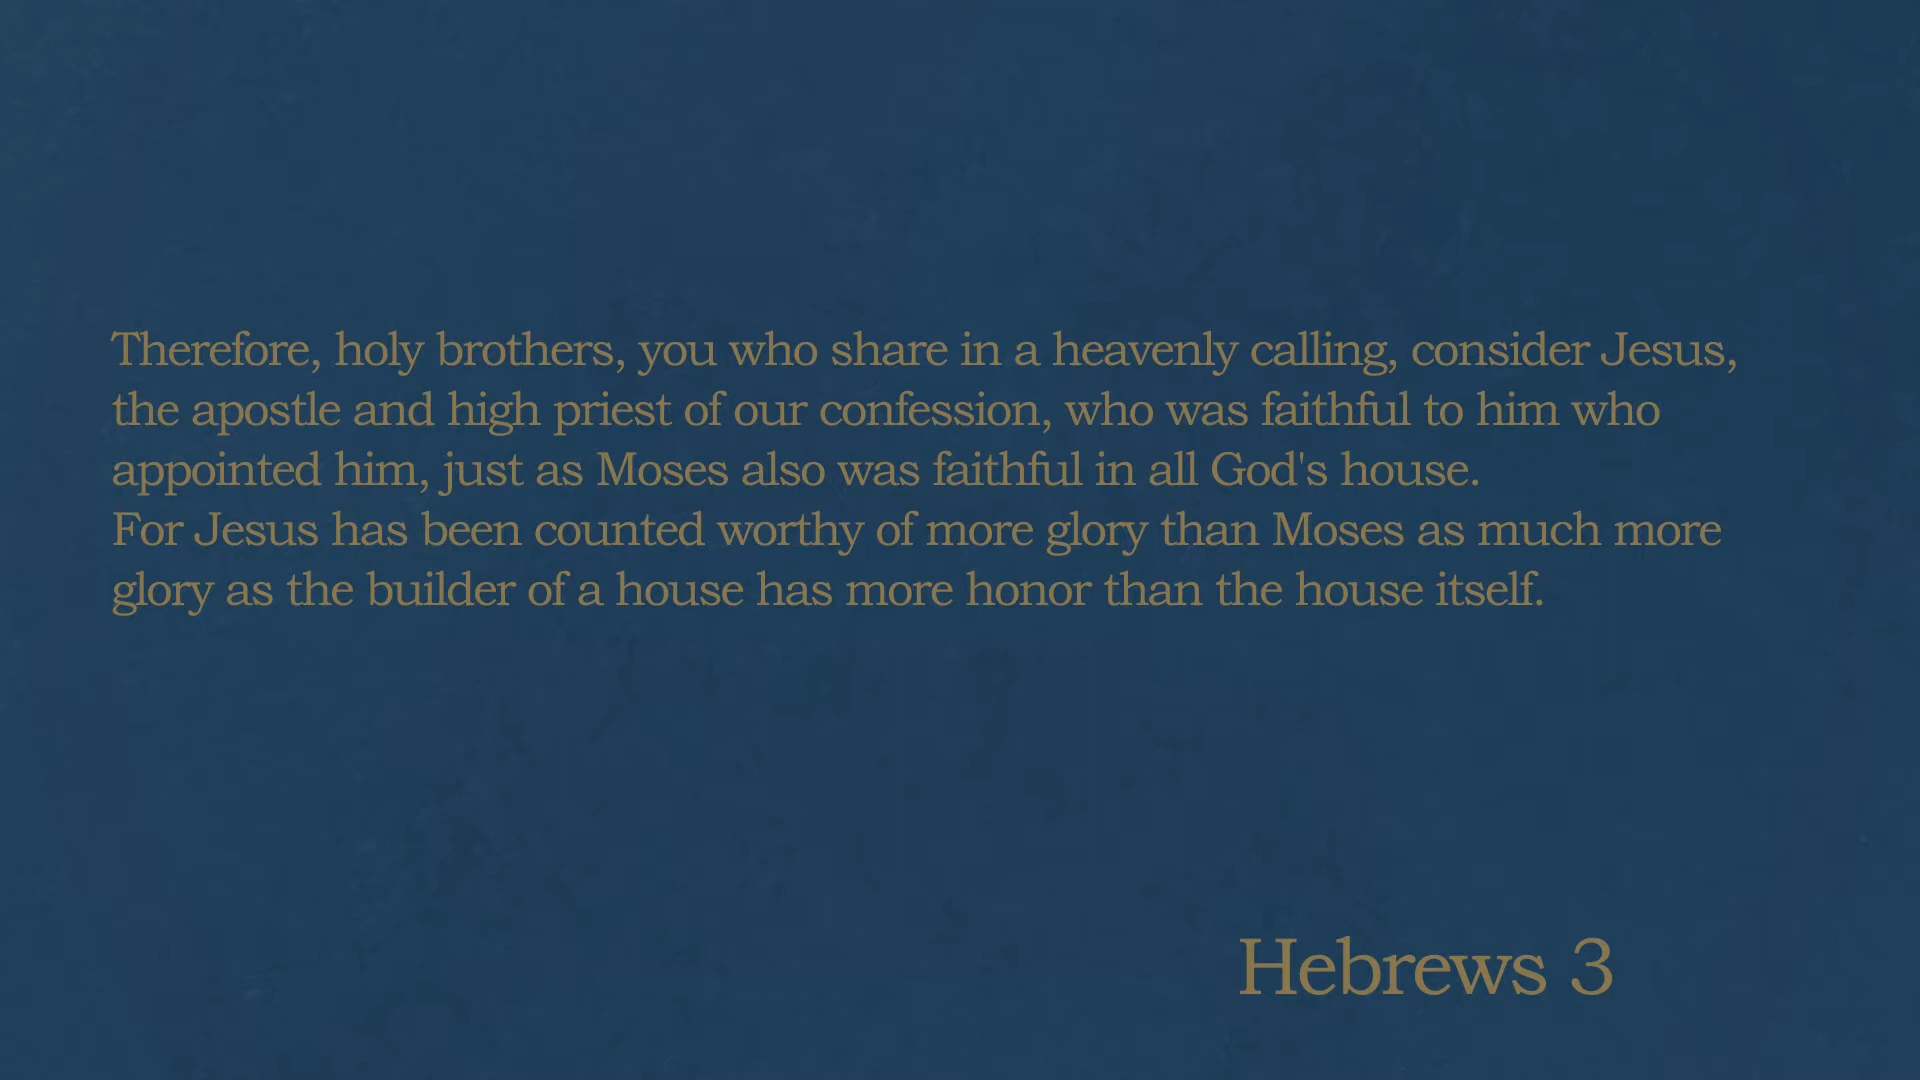 Therefore, holy brothers, you who share in a heavenly calling, consider Jesus,
the apostle and high priest of our confession, who was faithful to him who
appointed him, just as Moses also was faithful in all God's house.
For Jesus has been counted worthy of more glory than Moses as much more
glory as the builder of a house has more honor than the house itself.
Hebrews 3